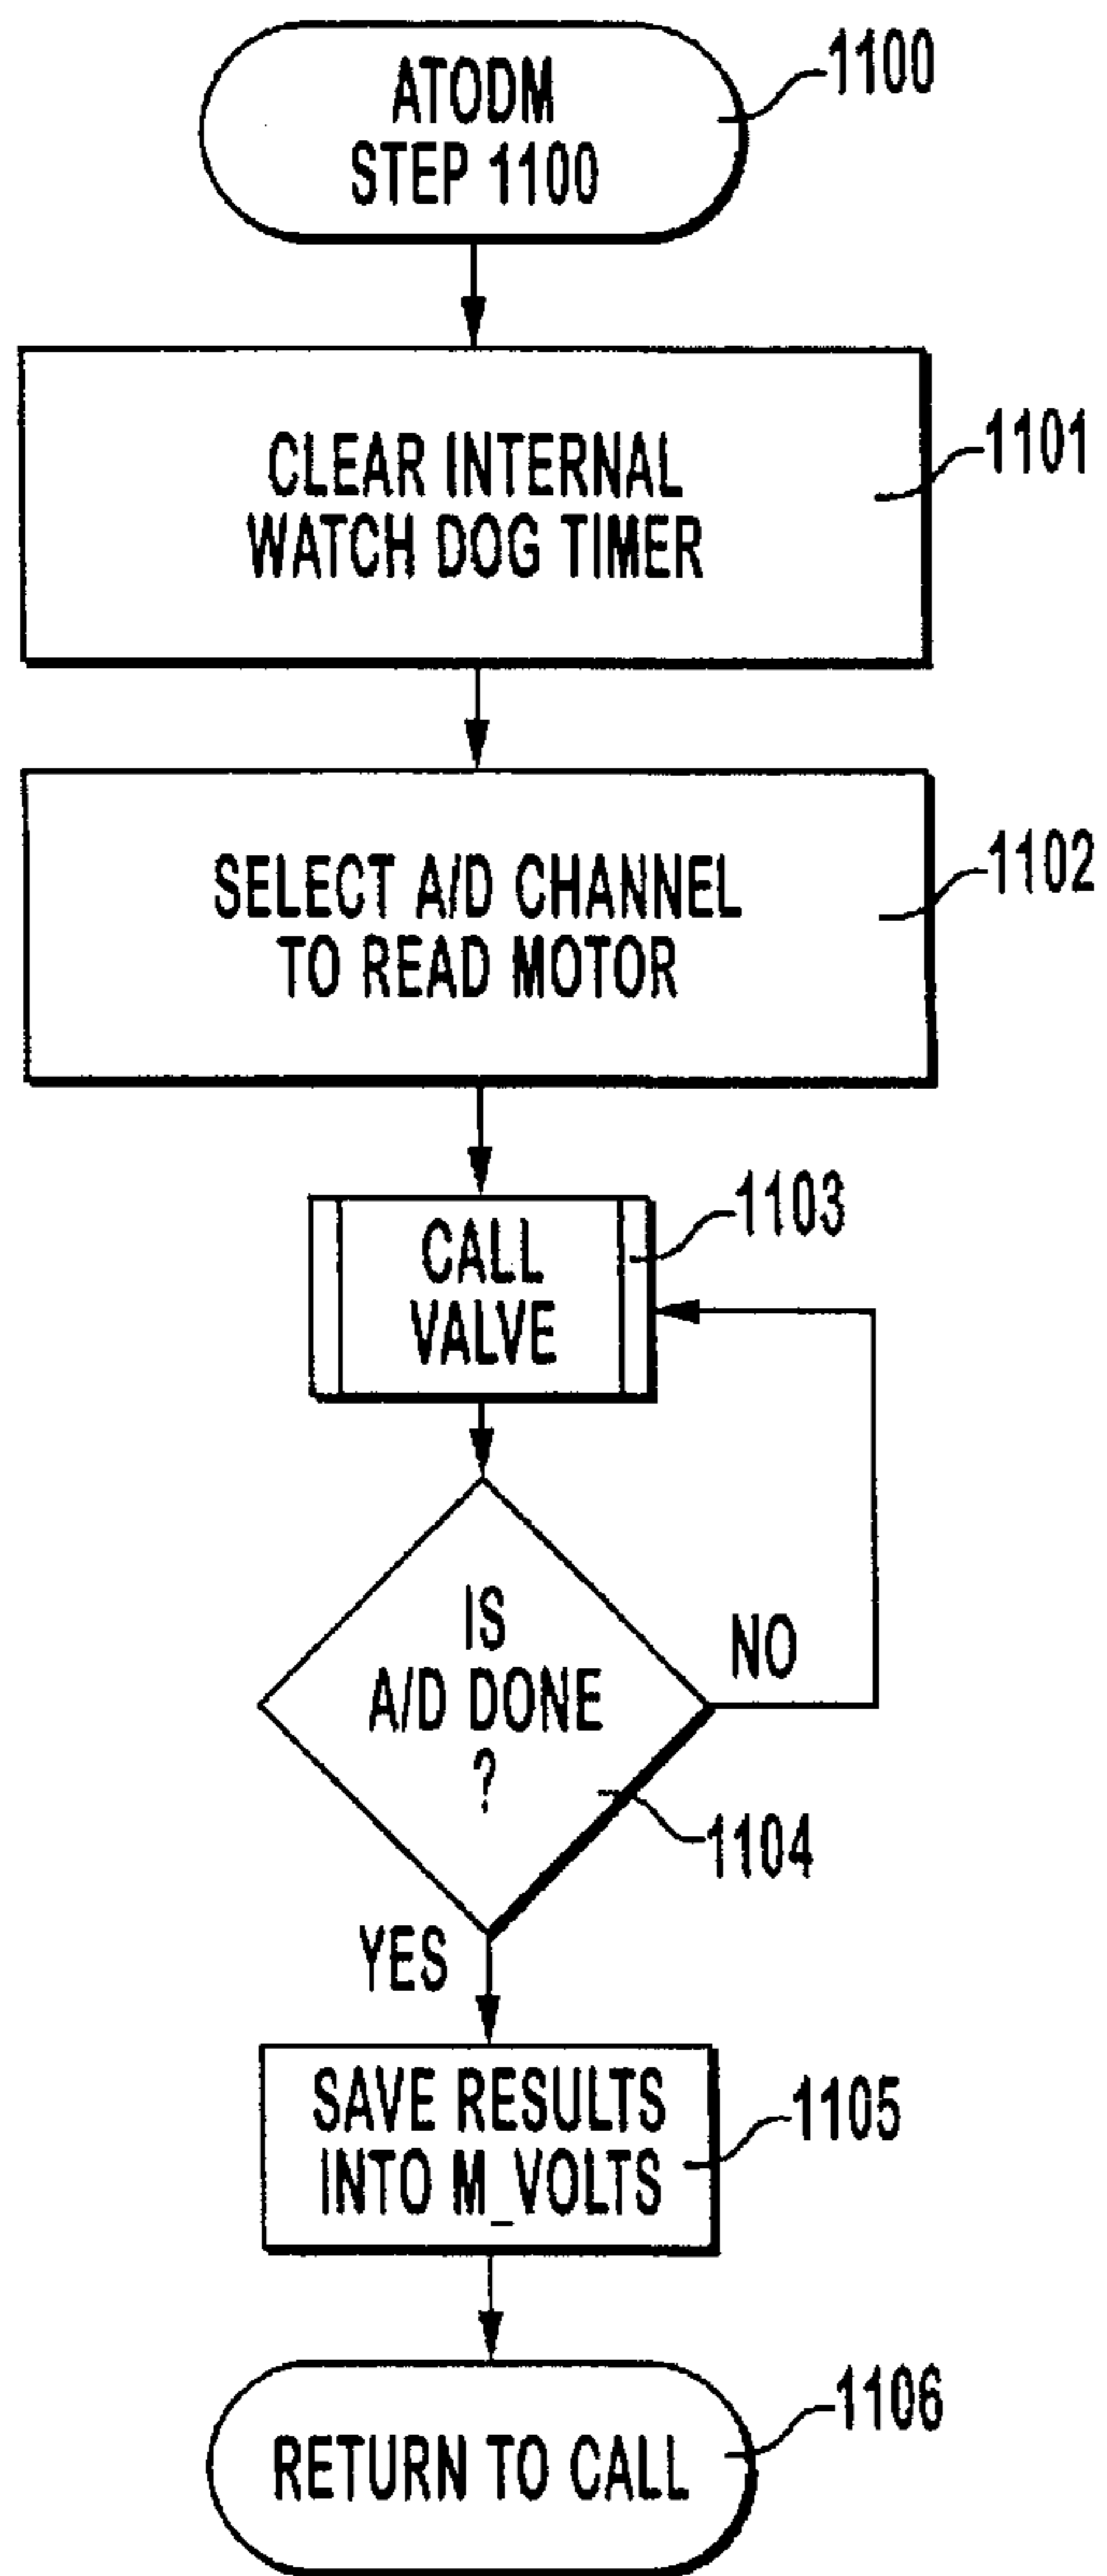 ATODM
STEP 1100
1100
CLEAR INTERNAL
WATCH DOG TIMER
1101
SELECT A/D CHANNEL
TO READ MOTOR
1102
CALL
VALVE
1103
IS
A/D DONE
?
NO
1104
YES
SAVE RESULTS
INTO M_VOLTS
1105
RETURN TO CALL
1106